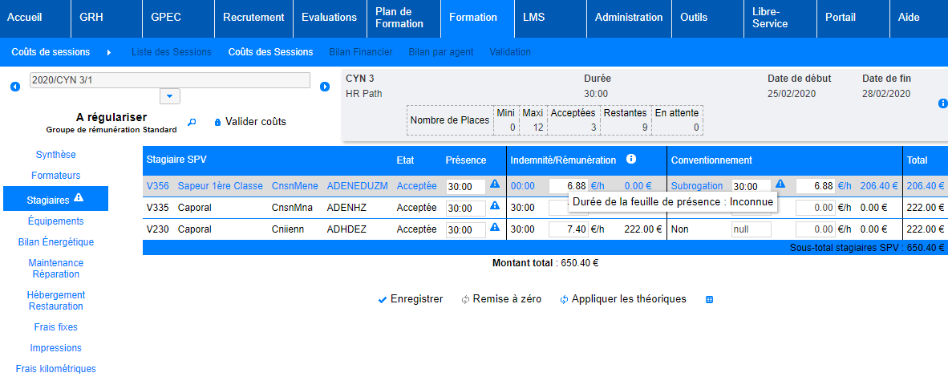 Accueil GRH GPEC Recrutement Evaluations Plan de Formation Formation LMS Administration Outils Libre-Service Portail Aide
Coûts de sessions Liste des Sessions Coûts des Sessions Bilan Financier Bilan par agent Validation
2020/CYN 3/1
A régulariser
Groupe de rémunération Standard
Valider coûts
CYN 3 Durée Date de début Date de fin
HR Path 30:00 25/02/2020 28/02/2020
Nombre de Places Mini Maxi Acceptées Restantes En attente
0 12 3 9 0
Synthèse
Formateurs
Stagiaires
Équipements
Bilan Énergétique
Maintenance
Réparation
Hébergement
Restauration
Frais fixes
Impressions
Frais kilométriques
Stagiaire SPV Etat Présence Indemnité/Rémunération Conventionnement Total
V356 Sapeur 1ère Classe CnsnMene ADENEDUZM Acceptée 30:00 00:00 6.88 €/h 0.00 € Subrogation 30:00 6.88 €/h 206.40 € 206.40 €
V335 Caporal CnsnMna ADENHZ Acceptée 30:00 30:00 0.00 €/h 0.00 € 222.00 €
Durée de la feuille de présence : Inconnue
V230 Caporal Cniienn ADHDEZ Acceptée 30:00 30:00 7.40 €/h 222.00 € Non null 0.00 €/h 0.00 € 222.00 €
Sous-total stagiaires SPV : 650.40 €
Montant total : 650.40 €
Enregistrer Remise à zéro Appliquer les théoriques